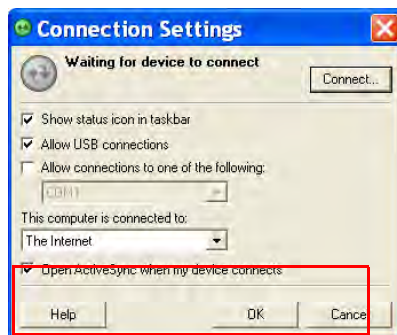 Connection Settings
Waiting for device to connect
Connect...
Show status icon in taskbar
Allow USB connections
Allow connections to one of the following:
COM1
This computer is connected to:
The Internet
Open ActiveSync when my device connects
Help OK Cance